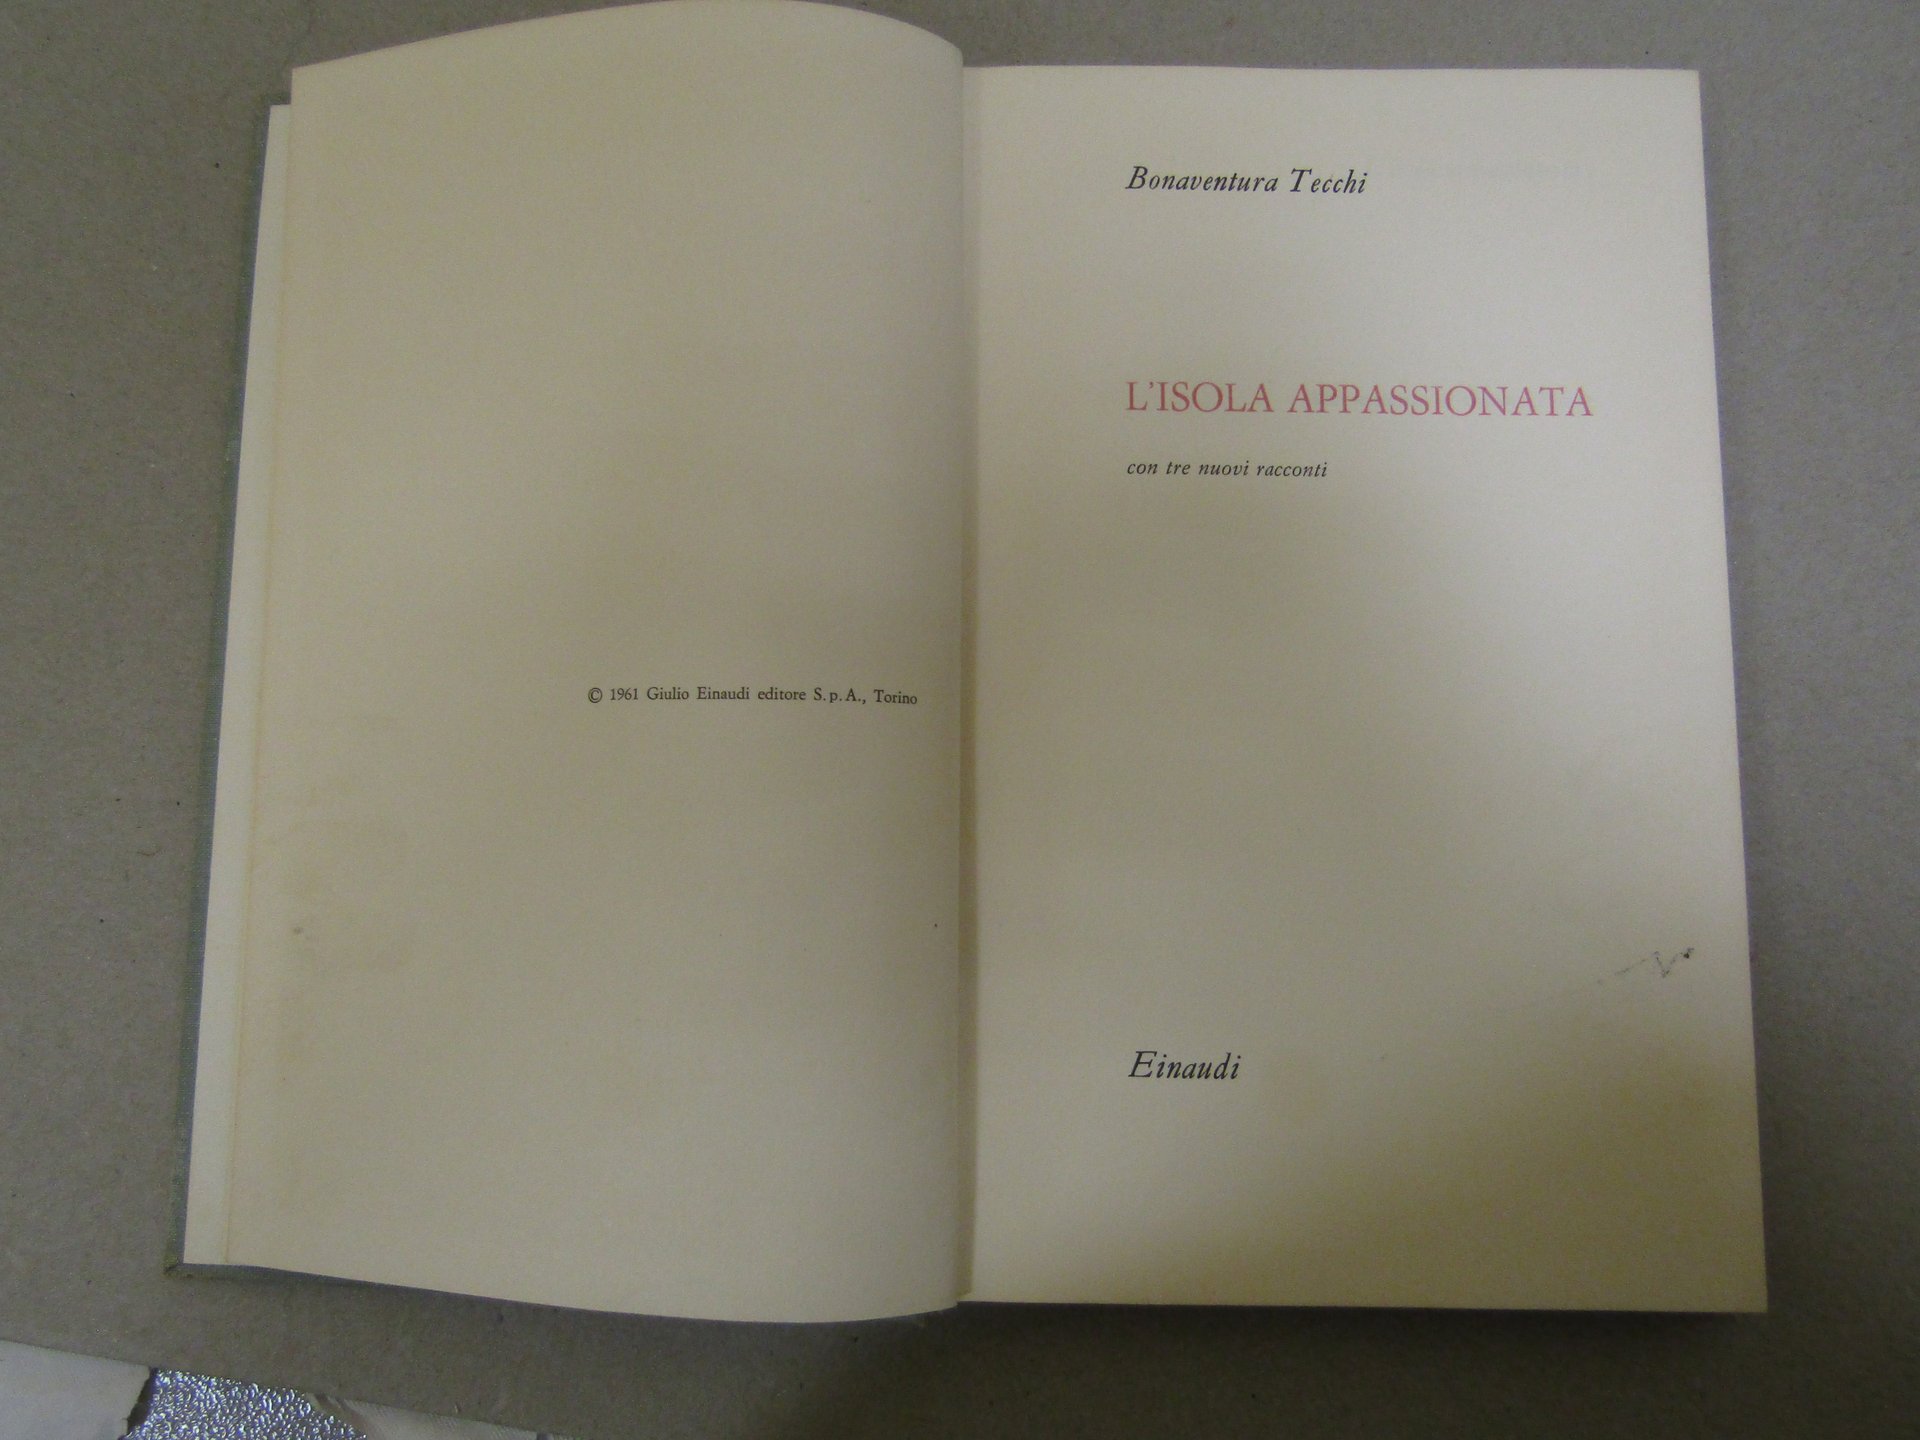 © 1961 Giulio Einaudi editore S.p.A., Torino
Bonaventura Tecchi
L'ISOLA APPASSIONATA
con tre nuovi racconti
Einaudi